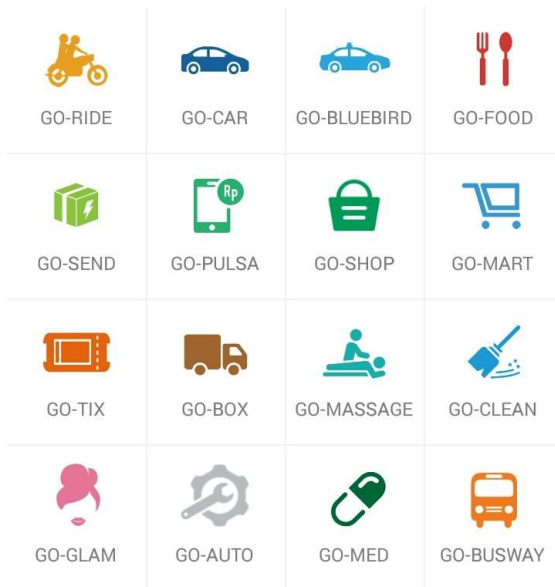 GO-RIDE
GO-CAR
GO-BLUEBIRD
GO-FOOD
GO-SEND
Rp
GO-PULSA
GO-SHOP
GO-MART
GO-TIX
GO-BOX
GO-MASSAGE
GO-CLEAN
GO-GLAM
GO-AUTO
GO-MED
GO-BUSWAY